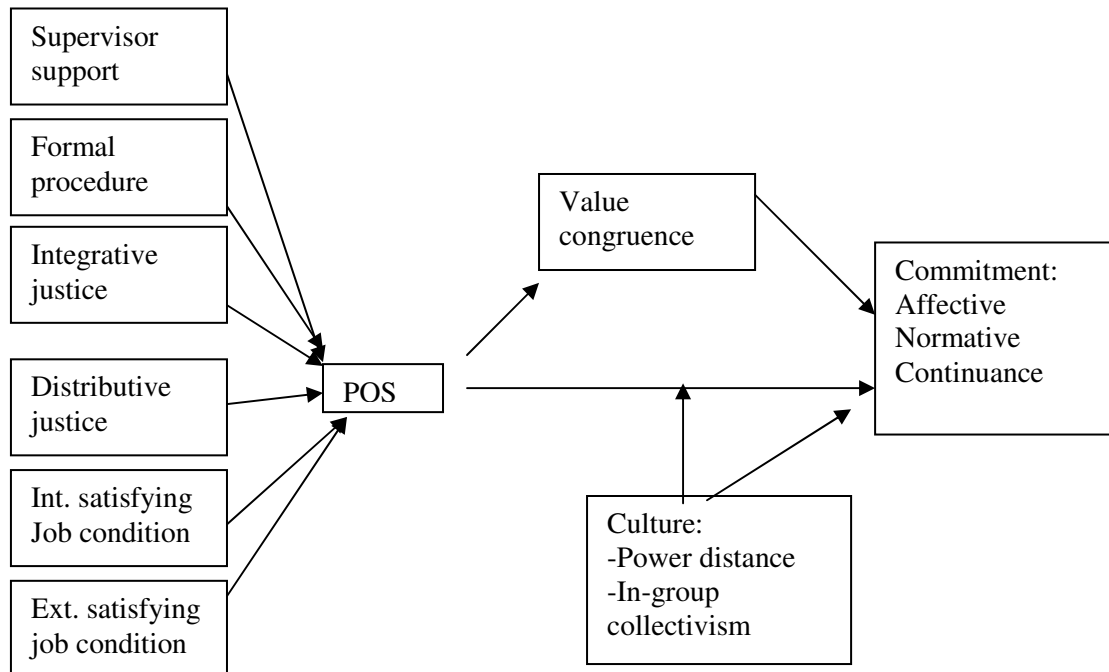 Supervisor
support
Formal
procedure
Integrative
justice
Distributive
justice
Int. satisfying
Job condition
Ext. satisfying
job condition
POS
Value
congruence
Commitment:
Affective
Normative
Continuance
Culture:
-Power distance
-In-group
collectivism